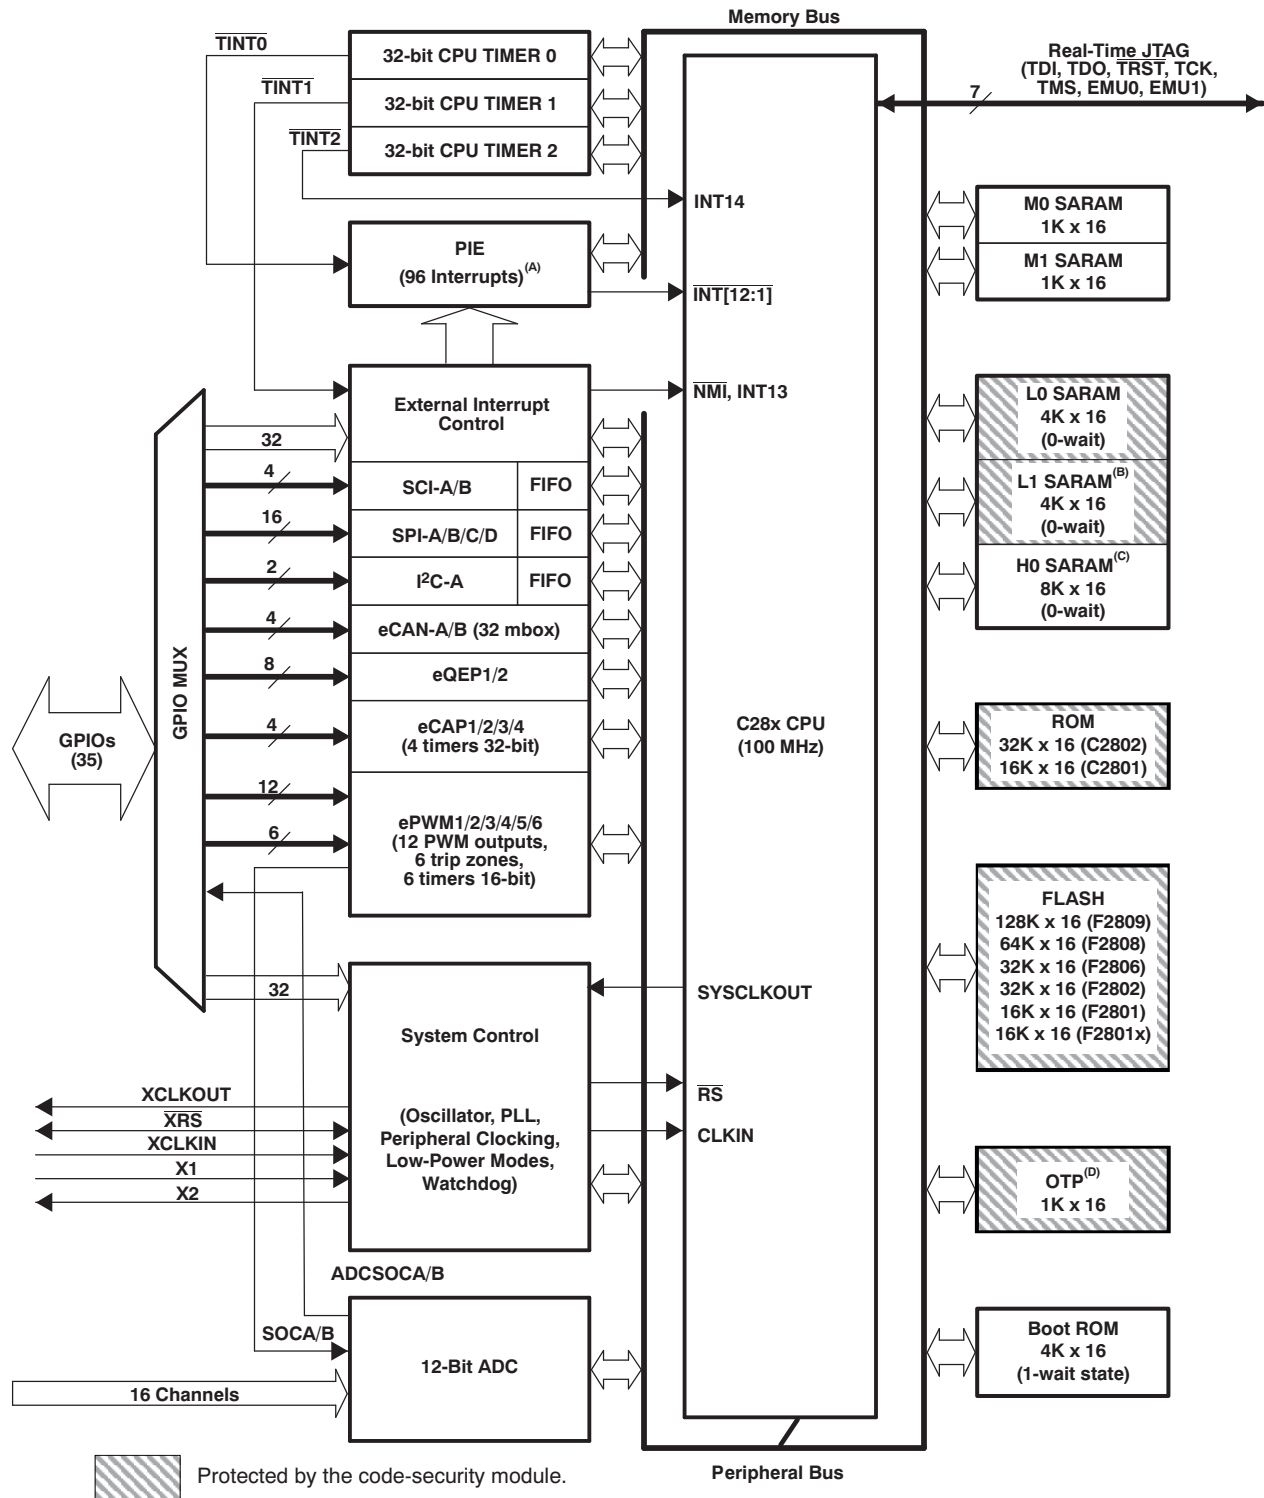 Memory Bus
TINT0
32-bit CPU TIMER 0
TINT1
32-bit CPU TIMER 1
TINT2
32-bit CPU TIMER 2
Real-Time JTAG
(TDI, TDO, TRST, TCK,
TMS, EMU0, EMU1)
7
INT14
PIE
(96 Interrupts)(A)
INT[12:1]
M0 SARAM
1K x 16
M1 SARAM
1K x 16
External Interrupt
Control
NMI, INT13
32
4
SCI-A/B
FIFO
16
SPI-A/B/C/D
FIFO
2
I2C-A
FIFO
4
eCAN-A/B (32 mbox)
8
eQEP1/2
4
eCAP1/2/3/4
(4 timers 32-bit)
12
6
ePWM1/2/3/4/5/6
(12 PWM outputs,
6 trip zones,
6 timers 16-bit)
GPIO MUX
GPIOs
(35)
C28x CPU
(100 MHz)
L0 SARAM
4K x 16
(0-wait)
L1 SARAM(B)
4K x 16
(0-wait)
H0 SARAM(C)
8K x 16
(0-wait)
ROM
32K x 16 (C2802)
16K x 16 (C2801)
FLASH
128K x 16 (F2809)
64K x 16 (F2808)
32K x 16 (F2806)
32K x 16 (F2802)
16K x 16 (F2801)
16K x 16 (F2801x)
32
SYSCLKOUT
System Control
(Oscillator, PLL,
Peripheral Clocking,
Low-Power Modes,
Watchdog)
RS
CLKIN
XCLKOUT
XRS
XCLKIN
X1
X2
OTP(D)
1K x 16
ADCSOCA/B
SOCA/B
12-Bit ADC
16 Channels
Boot ROM
4K x 16
(1-wait state)
Peripheral Bus
Protected by the code-security module.